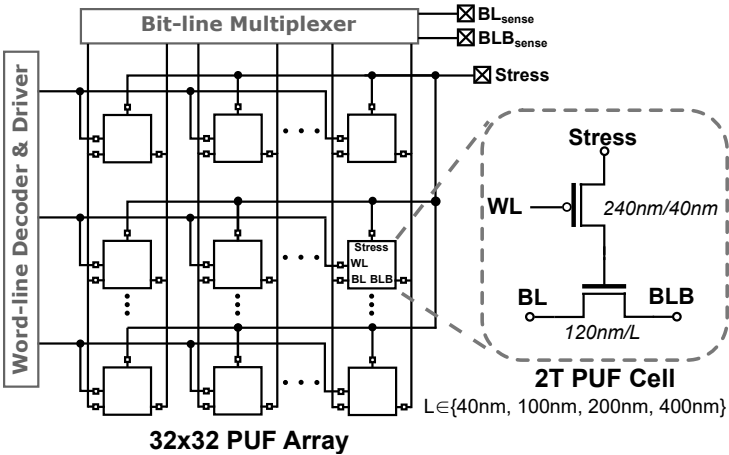 Bit-line Multiplexer
BLsense
BLBsense
Stress
Word-line Decoder & Driver
Stress
WL
BL BLB
Stress
WL
240nm/40nm
BL
BLB
120nm/L
2T PUF Cell
L∈{40nm, 100nm, 200nm, 400nm}
32x32 PUF Array